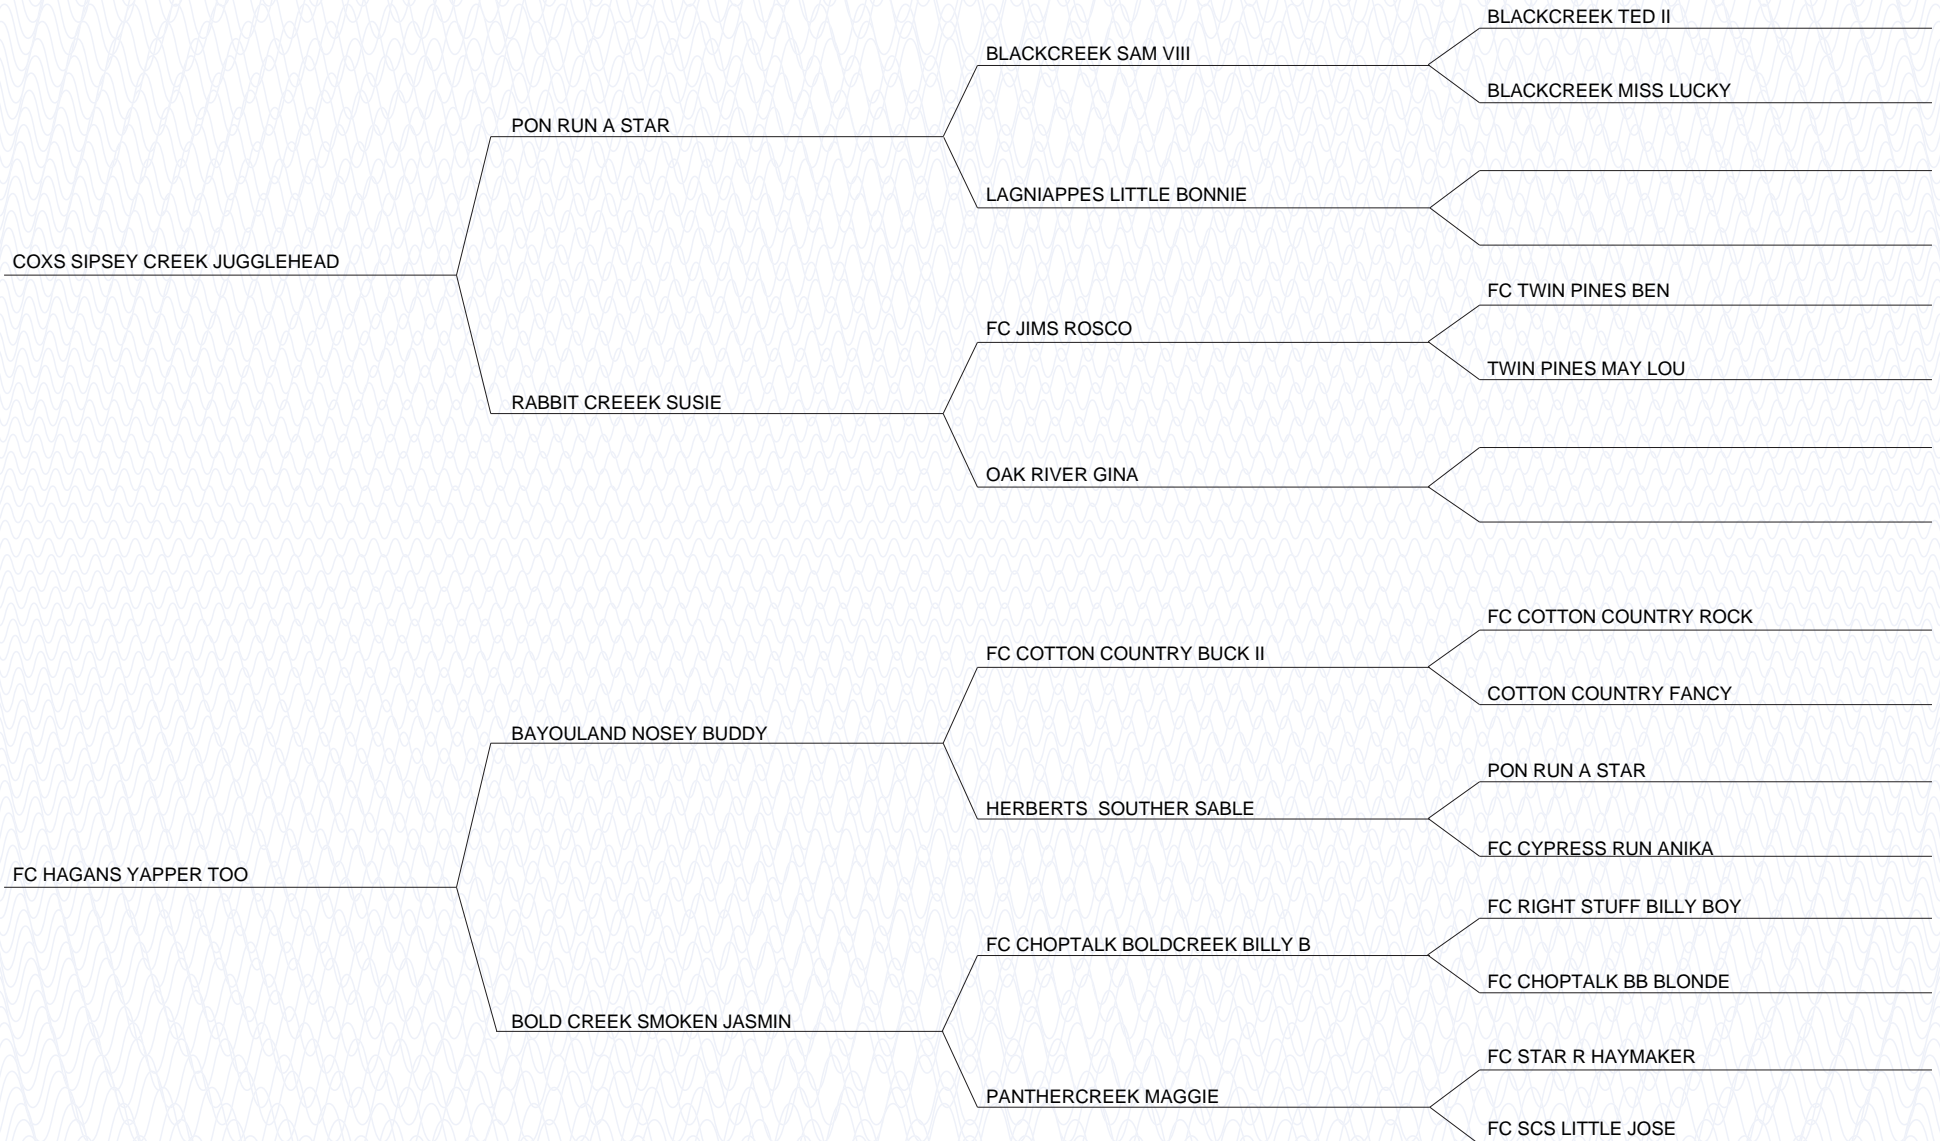 BLACKCREEK TED II
BLACKCREEK SAM VIII
BLACKCREEK MISS LUCKY
PON RUN A STAR
LAGNIAPPES LITTLE BONNIE
COXS SIPSEY CREEK JUGGLEHEAD
FC TWIN PINES BEN
FC JIMS ROSCO
TWIN PINES MAY LOU
RABBIT CREEEK SUSIE
OAK RIVER GINA
FC COTTON COUNTRY ROCK
FC COTTON COUNTRY BUCK II
COTTON COUNTRY FANCY
BAYOULAND NOSEY BUDDY
PON RUN A STAR
HERBERTS  SOUTHER SABLE
FC CYPRESS RUN ANIKA
FC HAGANS YAPPER TOO
FC RIGHT STUFF BILLY BOY
FC CHOPTALK BOLDCREEK BILLY B
FC CHOPTALK BB BLONDE
BOLD CREEK SMOKEN JASMIN
FC STAR R HAYMAKER
PANTHERCREEK MAGGIE
FC SCS LITTLE JOSE